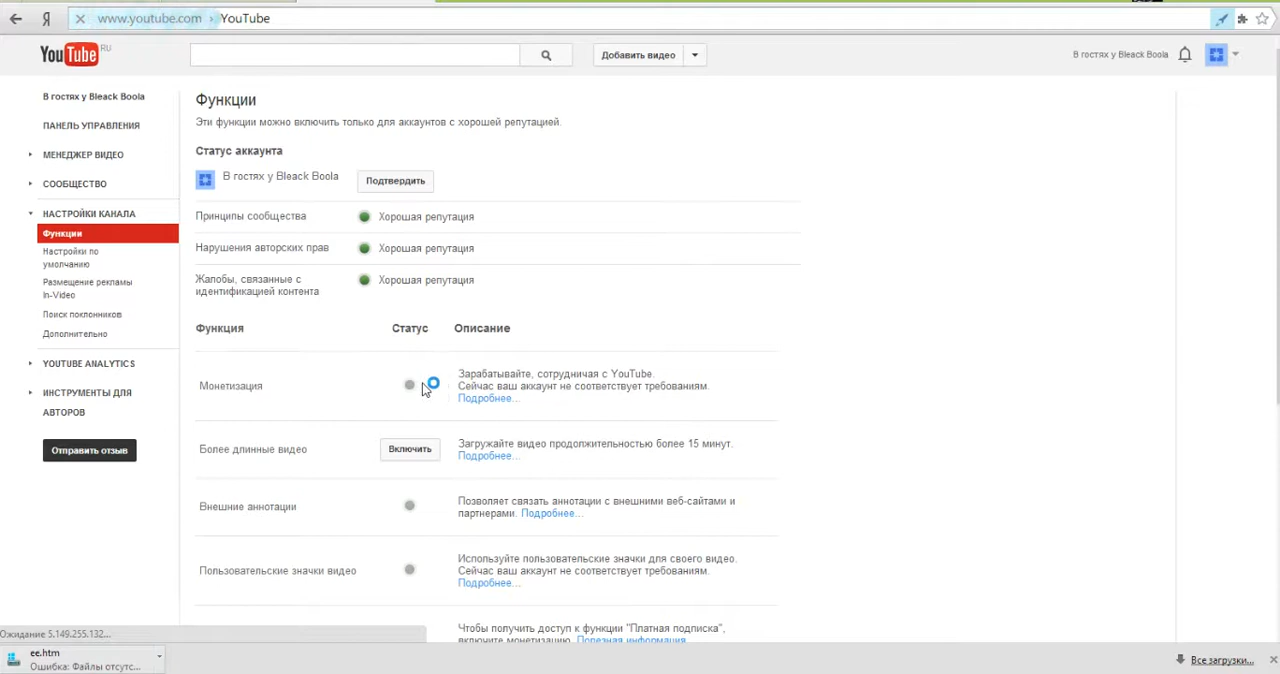 Я
www.youtube.com › YouTube
YouTube RU
Добавить видео
В гостях у Bleack Boola
В гостях у Bleack Boola
ПАНЕЛЬ УПРАВЛЕНИЯ
МЕНЕДЖЕР ВИДЕО
СООБЩЕСТВО
НАСТРОЙКИ КАНАЛА
Функции
Настройки по
умолчанию
Размещение рекламы
In-Video
Поиск поклонников
Дополнительно
YOUTUBE ANALYTICS
ИНСТРУМЕНТЫ ДЛЯ
АВТОРОВ
Отправить отзыв
Функции
Эти функции можно включить только для аккаунтов с хорошей репутацией.
Статус аккаунта
В гостях у Bleack Boola
Подтвердить
Принципы сообщества
Хорошая репутация
Нарушения авторских прав
Хорошая репутация
Жалобы, связанные с
идентификацией контента
Хорошая репутация
Функция
Статус
Описание
Монетизация
Зарабатывайте, сотрудничая с YouTube.
Сейчас ваш аккаунт не соответствует требованиям.
Подробнее...
Более длинные видео
Включить
Загружайте видео продолжительностью более 15 минут.
Подробнее...
Внешние аннотации
Позволяет связать аннотации с внешними веб-сайтами и
партнерами. Подробнее...
Пользовательские значки видео
Используйте пользовательские значки для своего видео.
Сейчас ваш аккаунт не соответствует требованиям.
Подробнее...
Чтобы получить доступ к функции "Платная подписка",
включите монетизацию. Полезная информация
Ожидание 5.149.255.132...
ee.htm
Ошибка: Файлы отсутс...
Все загрузки...